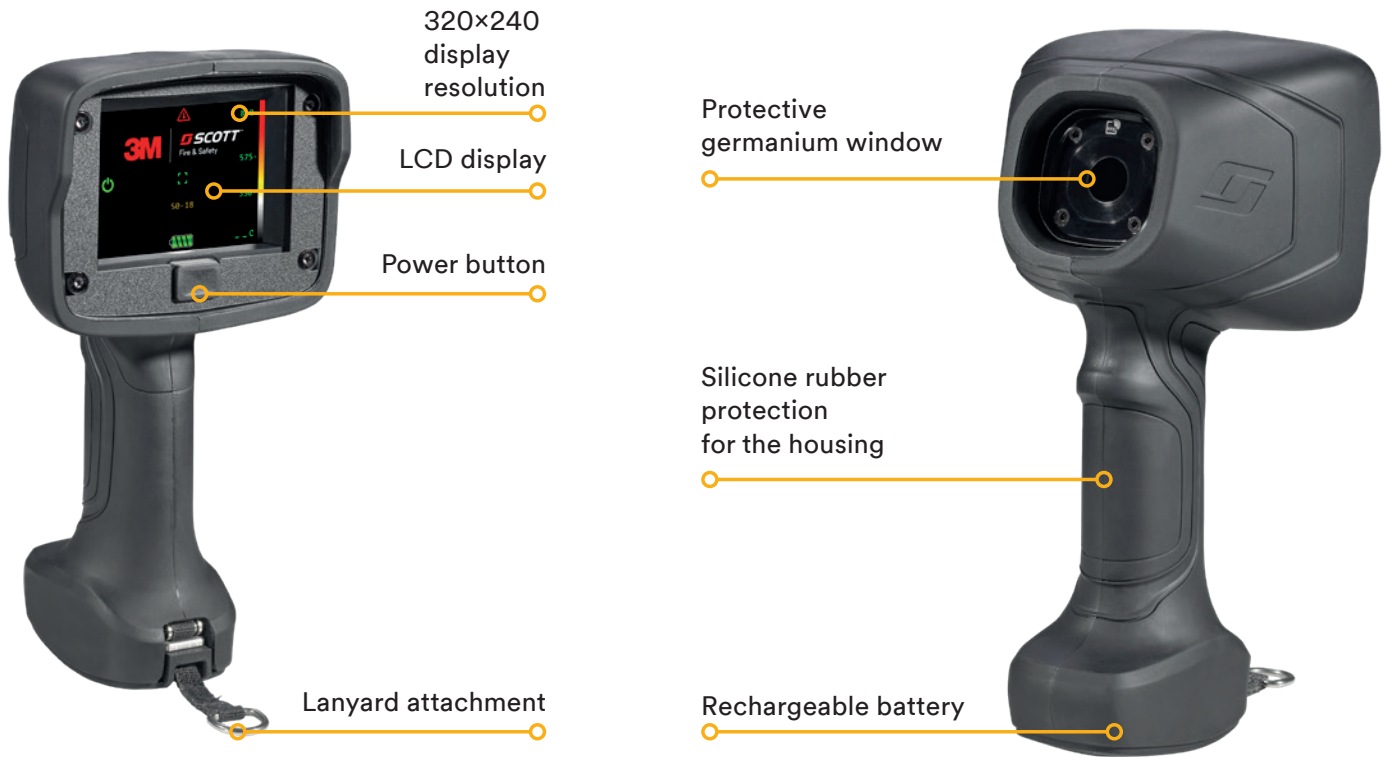 320×240
display
resolution
LCD display
Power button
Lanyard attachment
3M
SCOTT
Fire & Safety
575-
50-18
C
Protective
germanium window
Silicone rubber
protection
for the housing
Rechargeable battery